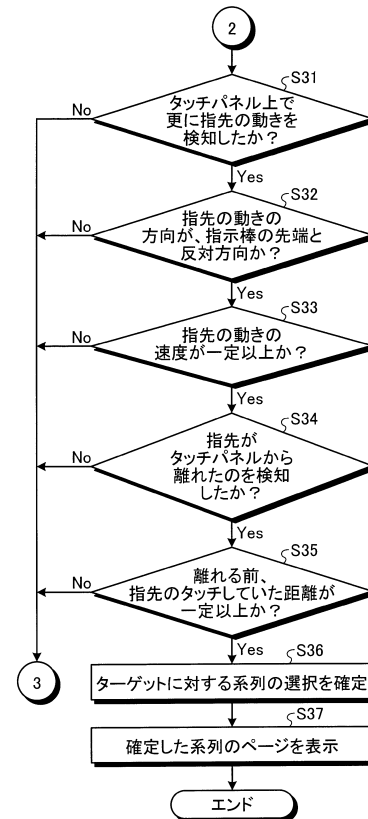 2
S31
タッチパネル上で
更に指先の動きを
検知したか？
No
Yes
S32
指先の動きの
方向が、指示棒の先端と
反対方向か？
No
Yes
S33
指先の動きの
速度が一定以上か？
No
Yes
S34
指先が
タッチパネルから
離れたのを検知
したか？
No
Yes
S35
離れる前、
指先のタッチしていた距離が
一定以上か？
No
Yes
3
S36
ターゲットに対する系列の選択を確定
S37
確定した系列のページを表示
エンド